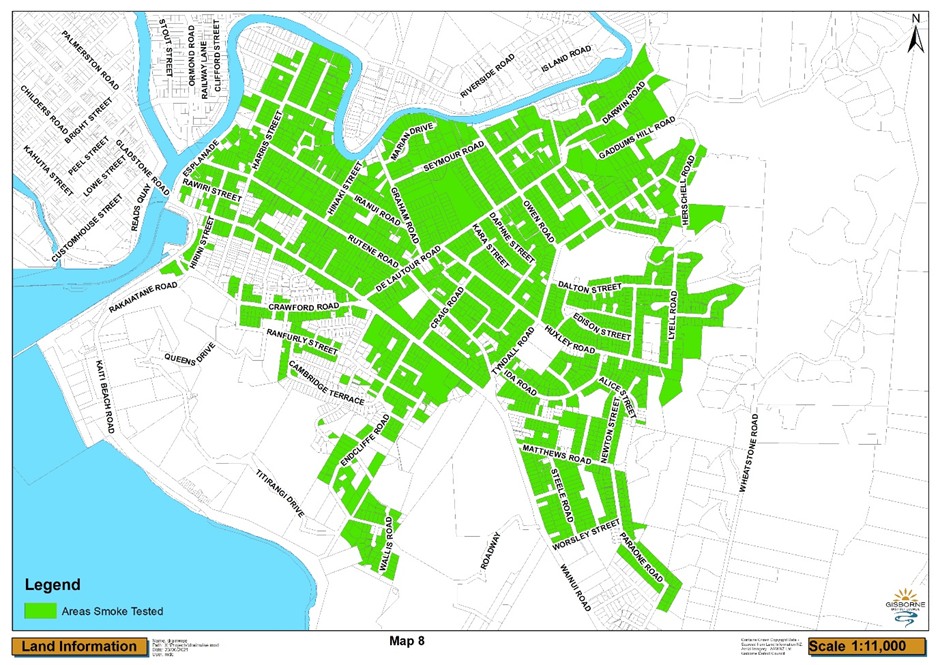 N
PALMERSTON ROAD
STOUT STREET
ORMOND ROAD
RAILWAY LANE
CLIFFORD STREET
RIVERSIDE ROAD
ISLAND ROAD
CHILDERS ROAD
BRIGHT STREET
DARWIN ROAD
PEEL STREET
GLADSTONE ROAD
ESPLANADE
HARRIS STREET
MARIAN DRIVE
SEYMOUR ROAD
GADDUMS HILL ROAD
KAHUTIA STREET
LOWE STREET
RAWIRI STREET
HINAKI STREET
HERSCHELL ROAD
CUSTOMHOUSE STREET
READS QUAY
IRANUI ROAD
GRAHAM ROAD
OWEN ROAD
DAPHNE STREET
KARA STREET
HIRINI STREET
RUTENE ROAD
DE LAUTOUR ROAD
RAKAIATANE ROAD
DALTON STREET
CRAWFORD ROAD
CRAIG ROAD
EDISON STREET
LYELL ROAD
RANFURLY STREET
TYNDALL ROAD
HUXLEY ROAD
QUEENS DRIVE
KAITI BEACH ROAD
CAMBRIDGE TERRACE
IDA ROAD
ALICE STREET
NEWTON STREET
ENDCLIFFE ROAD
MATTHEWS ROAD
WHEATSTONE ROAD
TITIRANGI DRIVE
STEELE ROAD
WALLIS ROAD
ROADWAY
WORSLEY STREET
PARAONE ROAD
WAINUI ROAD
Legend
Areas Smoke Tested
GISBORNE
Land Information
Map 8
Scale 1:11,000